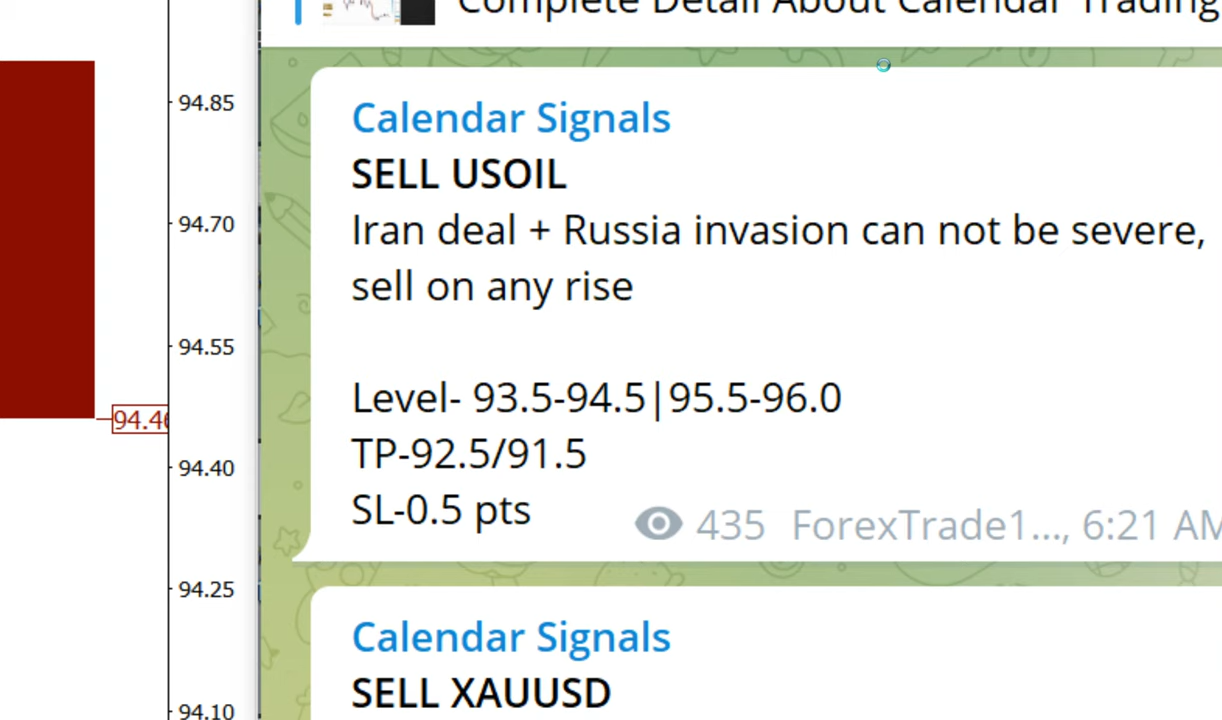 Complete Detail About Calendar Trading
94.85
94.70
94.55
94.46
94.40
94.25
94.10
Calendar Signals
SELL USOIL
Iran deal + Russia invasion can not be severe,
sell on any rise
Level- 93.5-94.5|95.5-96.0
TP-92.5/91.5
SL-0.5 pts
435 ForexTrade1..., 6:21 AM
Calendar Signals
SELL XAUUSD